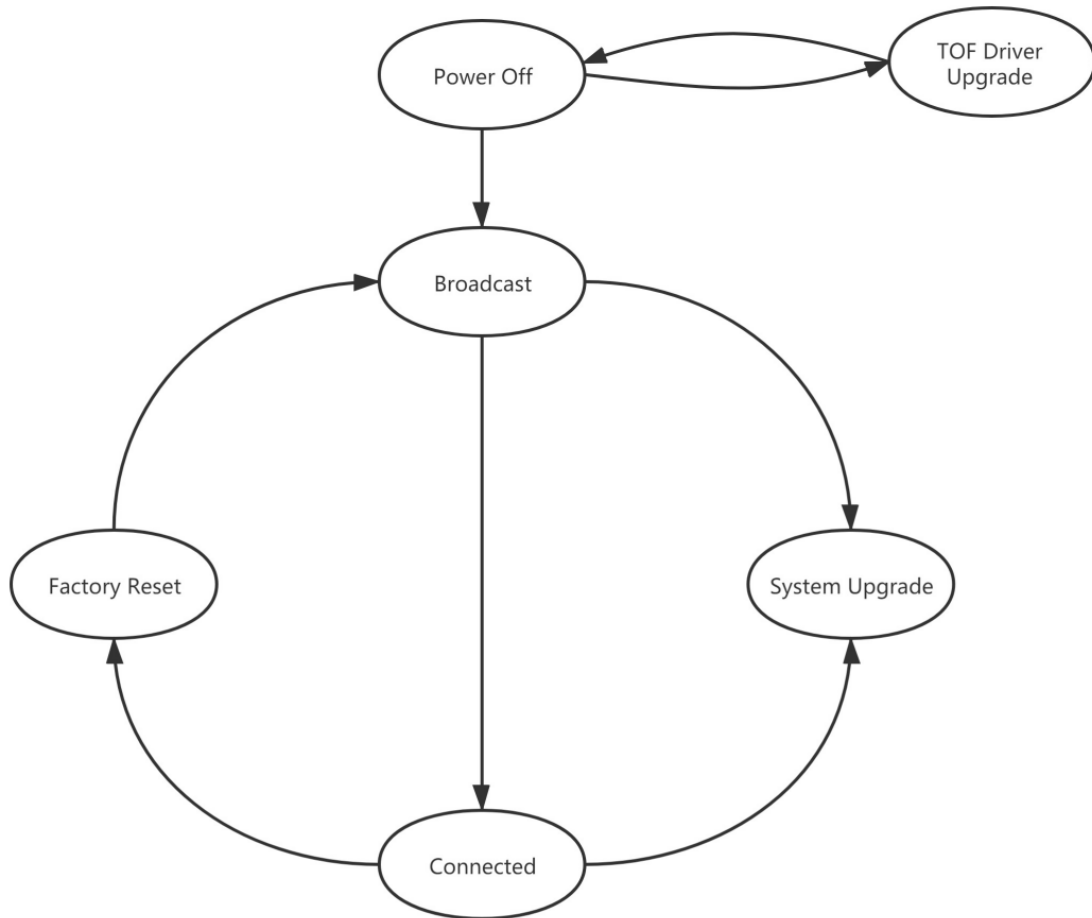 Power Off
TOF Driver
Upgrade
Broadcast
Factory Reset
System Upgrade
Connected